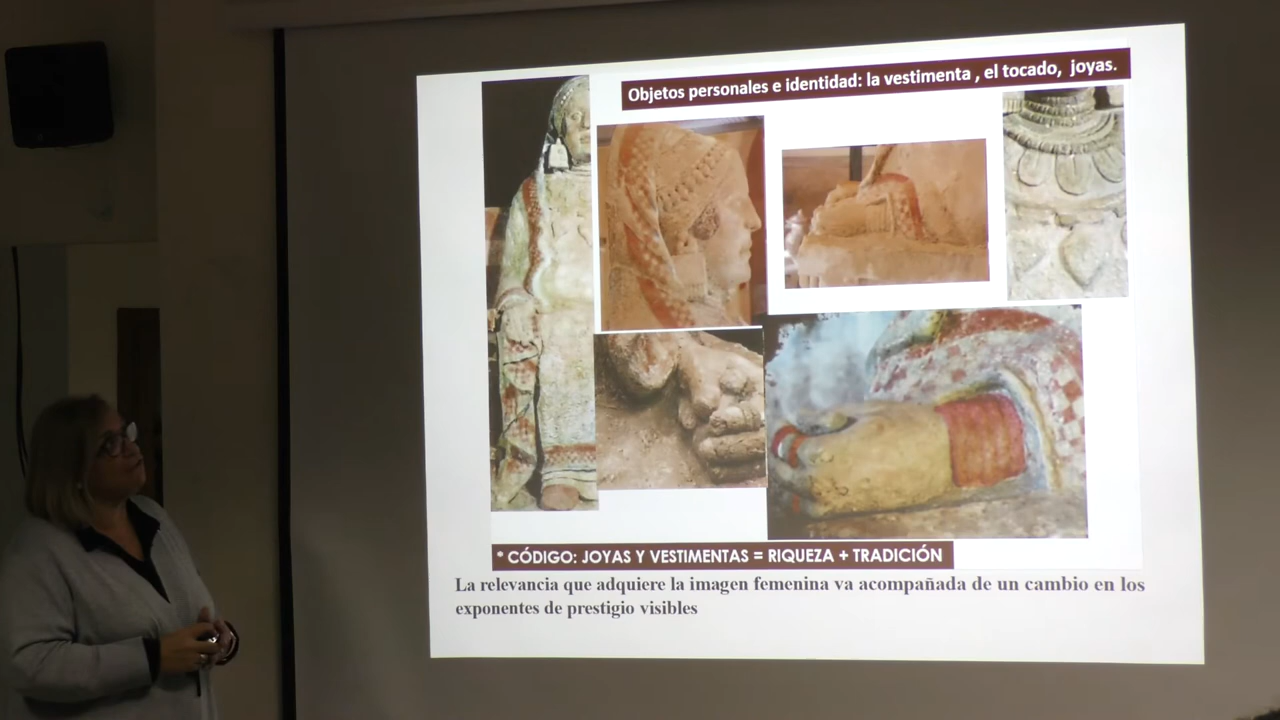 Objetos personales e identidad: la vestimenta , el tocado, joyas.
* CÓDIGO: JOYAS Y VESTIMENTAS = RIQUEZA + TRADICIÓN
La relevancia que adquiere la imagen femenina va acompañada de un cambio en los
exponentes de prestigio visibles